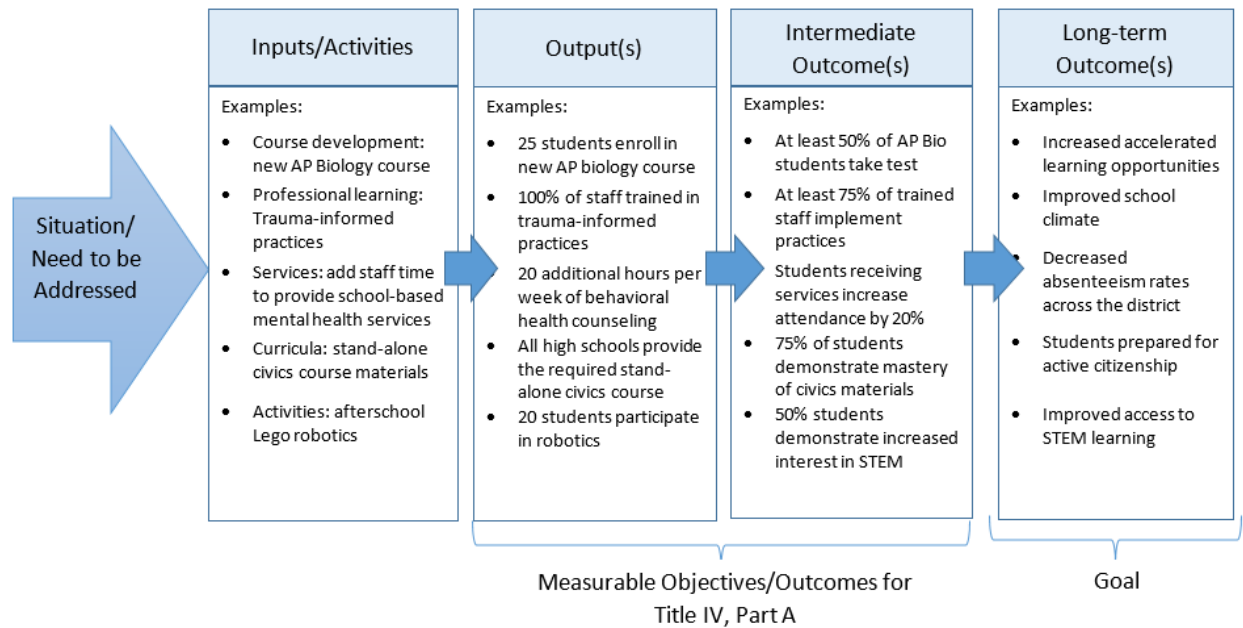 Situation/
Need to be
Addressed
Inputs/Activities
Examples:
• Course development:
new AP Biology course
• Professional learning:
Trauma-informed
practices
• Services: add staff time
to provide school-based
mental health services
• Curricula: stand-alone
civics course materials
• Activities: afterschool
Lego robotics
Output(s)
Examples:
• 25 students enroll in
new AP biology course
• 100% of staff trained in
trauma-informed
practices
• 20 additional hours per
week of behavioral
health counseling
• All high schools provide
the required stand-
alone civics course
• 20 students participate
in robotics
Intermediate
Outcome(s)
Examples:
• At least 50% of AP Bio
students take test
• At least 75% of trained
staff implement
practices
Students receiving
services increase
attendance by 20%
• 75% of students
demonstrate mastery
of civics materials
• 50% students
demonstrate increased
interest in STEM
Long-term
Outcome(s)
Examples:
• Increased accelerated
learning opportunities
• Improved school
climate
• Decreased
absenteeism rates
across the district
• Students prepared for
active citizenship
• Improved access to
STEM learning
Measurable Objectives/Outcomes for
Title IV, Part A
Goal